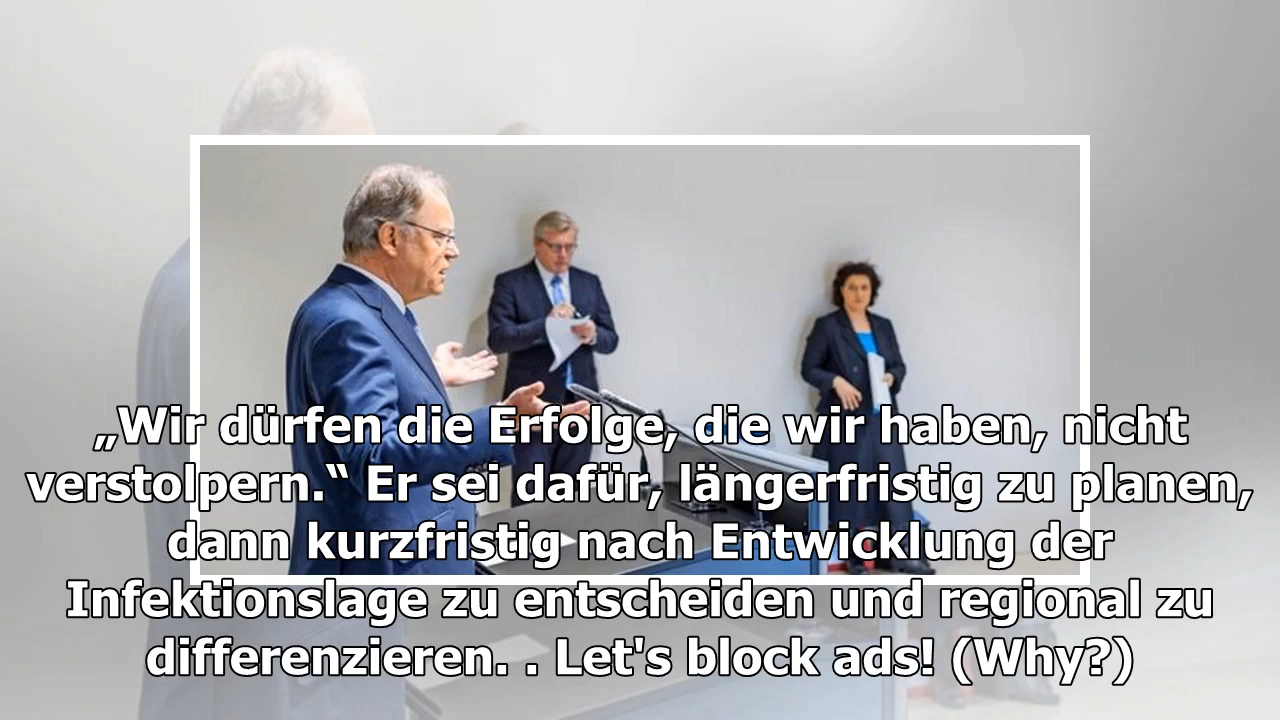 „Wir dürfen die Erfolge, die wir haben, nicht
verstolpern.“ Er sei dafür, längerfristig zu planen,
dann kurzfristig nach Entwicklung der
Infektionslage zu entscheiden und regional zu
differenzieren. . Let's block ads! (Why?)